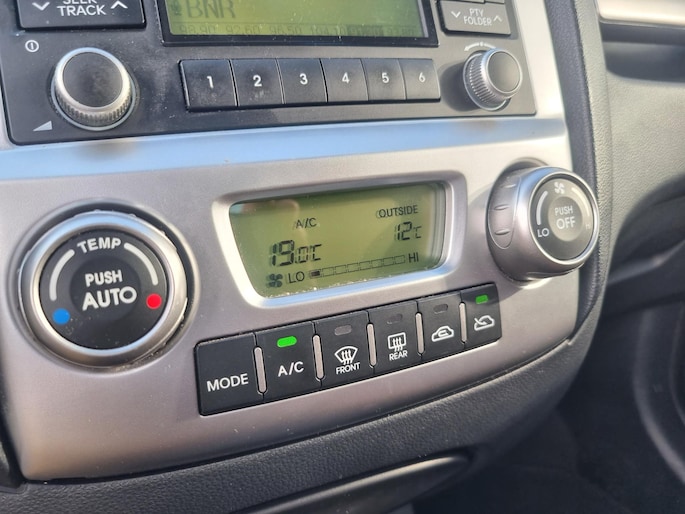 SEEK
TRACK
BNR
PTY
FOLDER
1 2 3 4 5 6
A/C
OUTSIDE
19.0°C
12°C
LO
HI
TEMP
PUSH
AUTO
LO
PUSH
OFF
MODE
A/C
FRONT
REAR